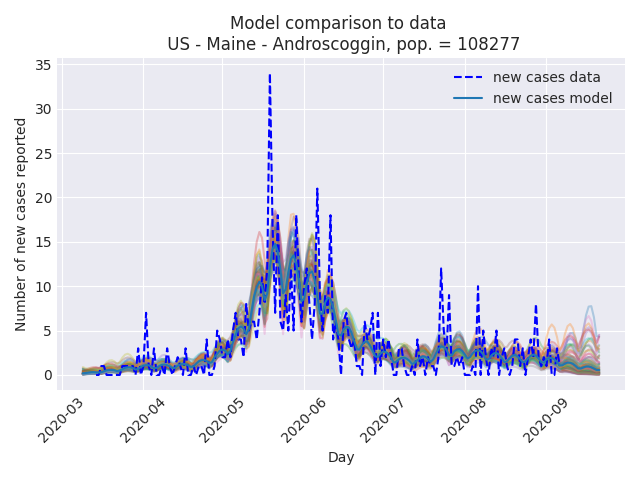 Model comparison to data
US - Maine - Androscoggin, pop. = 108277
new cases data
new cases model
Number of new cases reported
35
30
25
20
15
10
5
0
2020-03
2020-04
2020-05
2020-06
2020-07
2020-08
2020-09
Day